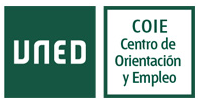 UNED
COIE
Centro de
Orientación
y Empleo